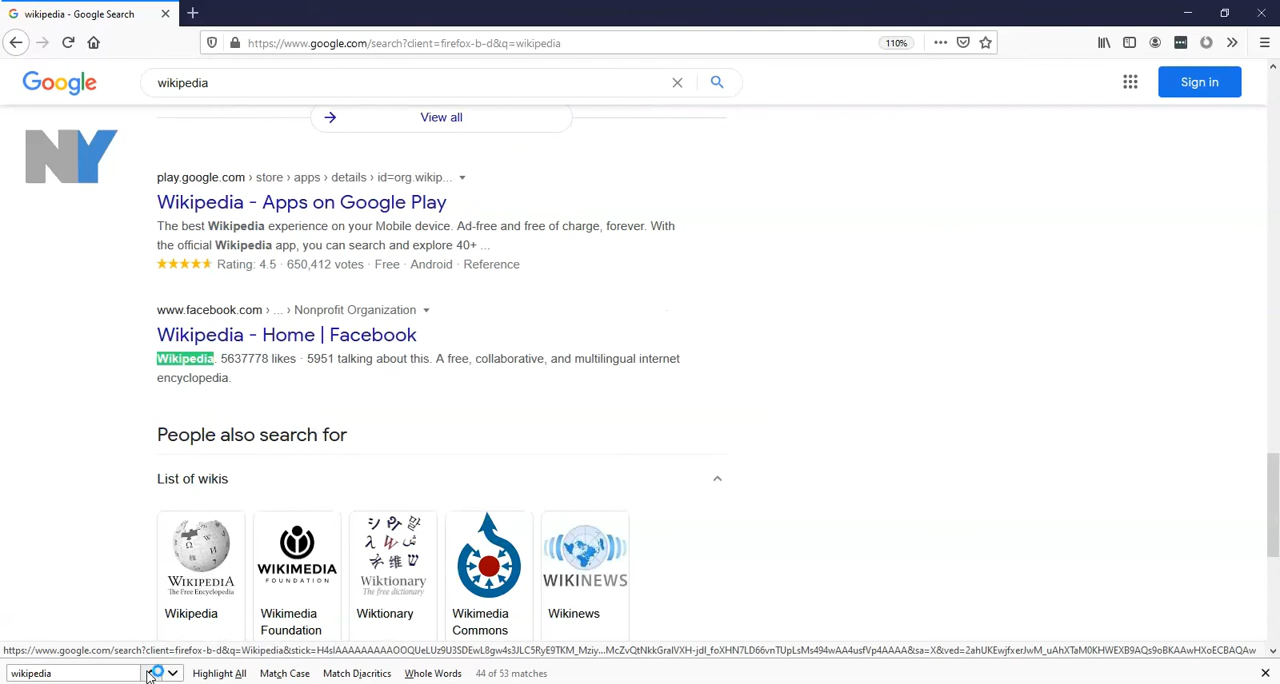 wikipedia - Google Search
https://www.google.com/search?client=firefox-b-d&q=wikipedia
110%
Google
wikipedia
Sign in
View all
NY
play.google.com › store › apps › details › id=org.wikip...
Wikipedia - Apps on Google Play
The best Wikipedia experience on your Mobile device. Ad-free and free of charge, forever. With
the official Wikipedia app, you can search and explore 40+ ...
Rating: 4.5 · 650,412 votes · Free · Android · Reference
www.facebook.com › ... › Nonprofit Organization
Wikipedia - Home | Facebook
Wikipedia. 5637778 likes · 5951 talking about this. A free, collaborative, and multilingual internet
encyclopedia.
People also search for
List of wikis
WIKIPEDIA
The Free Encyclopedia
WIKIMEDIA
FOUNDATION
Wiktionary
The free dictionary
WIKINEWS
Wikipedia
Wikimedia
Foundation
Wiktionary
Wikimedia
Commons
Wikinews
wikipedia
Highlight All
Match Case
Match Diacritics
Whole Words
44 of 53 matches